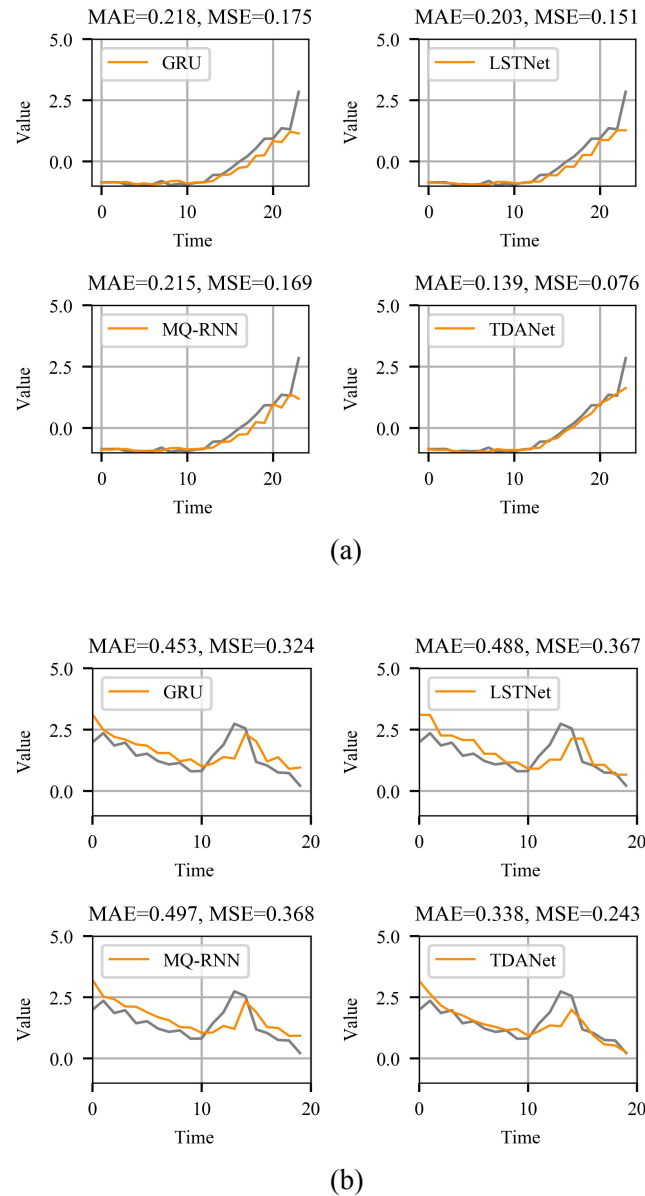 MAE=0.218, MSE=0.175
5.0
2.5
0.0
Value
GRU
0
10
20
Time
MAE=0.203, MSE=0.151
5.0
2.5
0.0
Value
LSTNet
0
10
20
Time
MAE=0.215, MSE=0.169
5.0
2.5
0.0
Value
MQ-RNN
0
10
20
Time
MAE=0.139, MSE=0.076
5.0
2.5
0.0
Value
TDANet
0
10
20
Time
(a)
MAE=0.453, MSE=0.324
5.0
2.5
0.0
Value
GRU
0
10
20
Time
MAE=0.488, MSE=0.367
5.0
2.5
0.0
Value
LSTNet
0
10
20
Time
MAE=0.497, MSE=0.368
5.0
2.5
0.0
Value
MQ-RNN
0
10
20
Time
MAE=0.338, MSE=0.243
5.0
2.5
0.0
Value
TDANet
0
10
20
Time
(b)